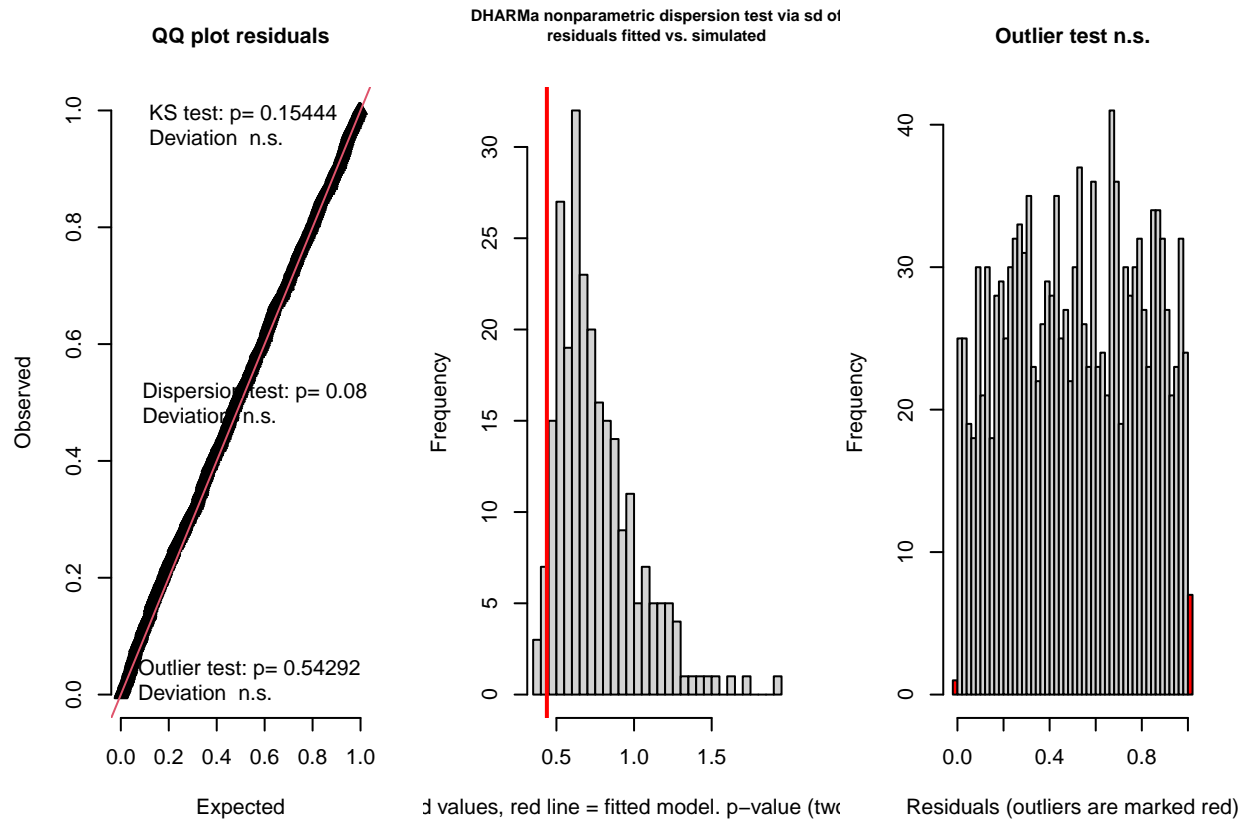 QQ plot residuals
KS test: p= 0.15444
Deviation  n.s.
Dispersion test: p= 0.08
Deviation n.s.
Outlier test: p= 0.54292
Deviation  n.s.
Observed
0.0 0.2 0.4 0.6 0.8 1.0
0.0 0.2 0.4 0.6 0.8 1.0
Expected
DHARMa nonparametric dispersion test via sd of
residuals fitted vs. simulated
Frequency
0 5 10 15 20 25 30
0.5 1.0 1.5
d values, red line = fitted model. p−value (two
Outlier test n.s.
Frequency
0 10 20 30 40
0.0 0.4 0.8
Residuals (outliers are marked red)